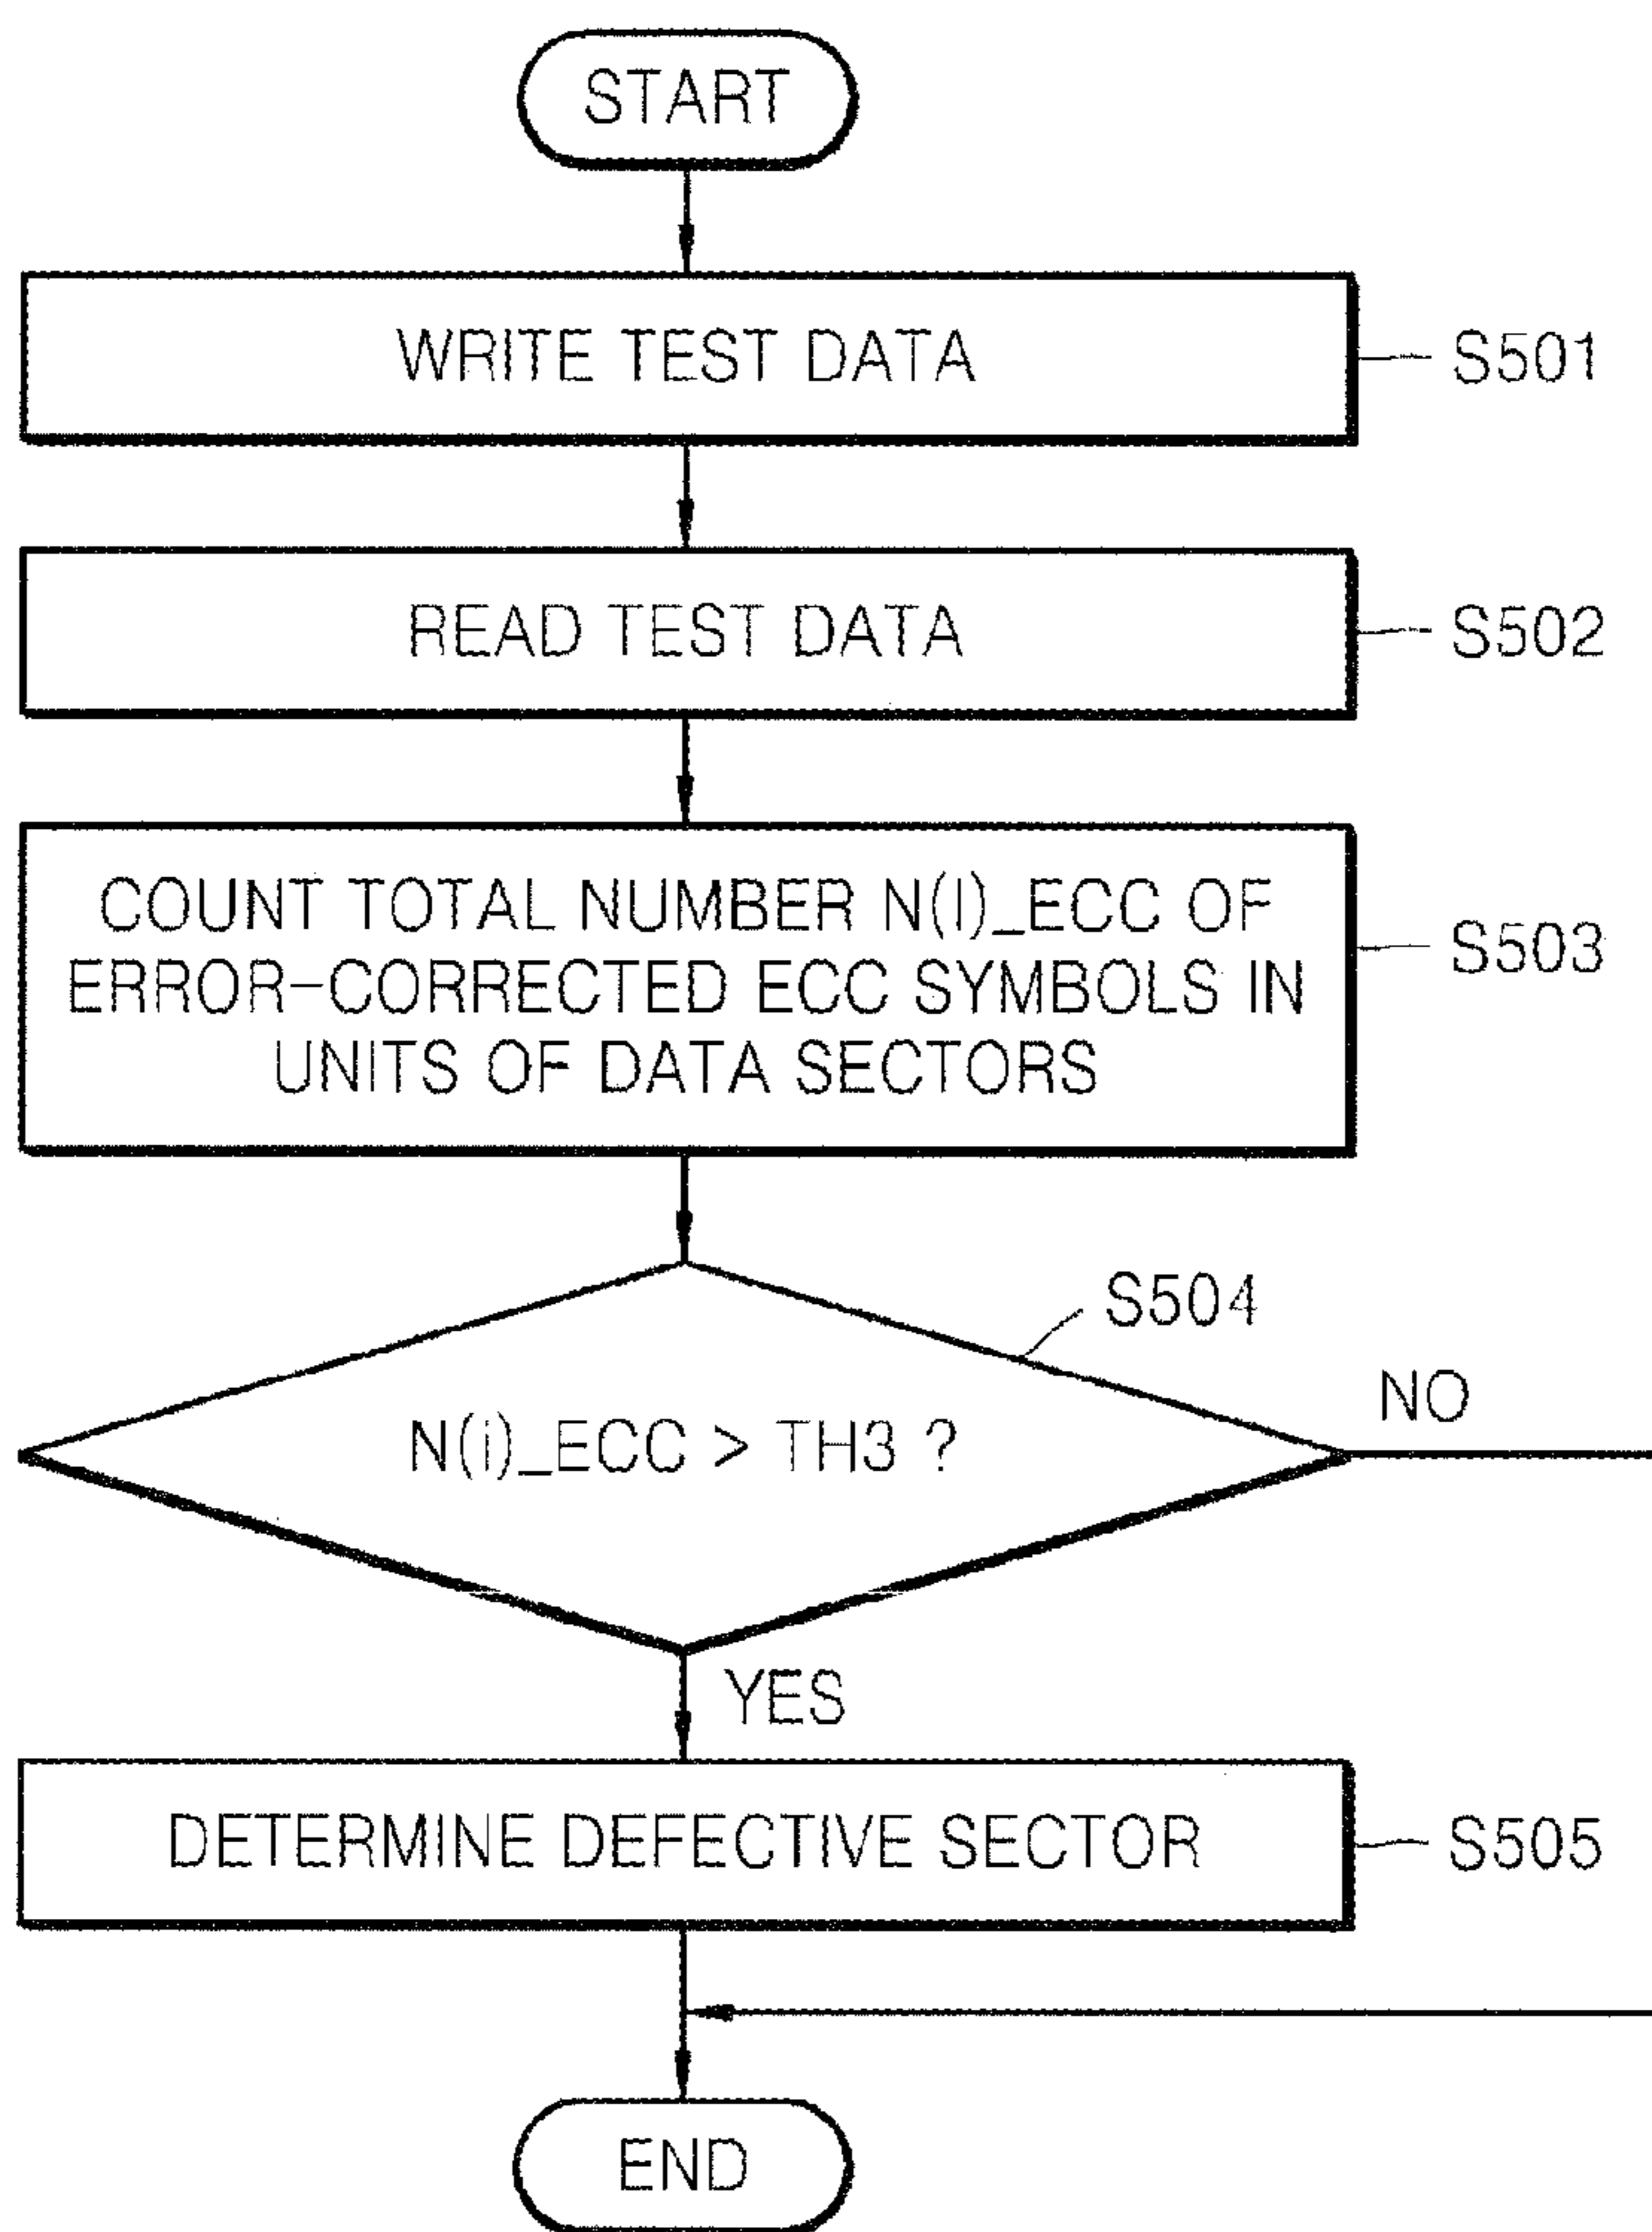 START
WRITE TEST DATA
S501
READ TEST DATA
S502
COUNT TOTAL NUMBER N(I)_ECC OF
ERROR-CORRECTED ECC SYMBOLS IN
UNITS OF DATA SECTORS
S503
S504
N(i)_ECC > TH3 ?
NO
YES
DETERMINE DEFECTIVE SECTOR
S505
END